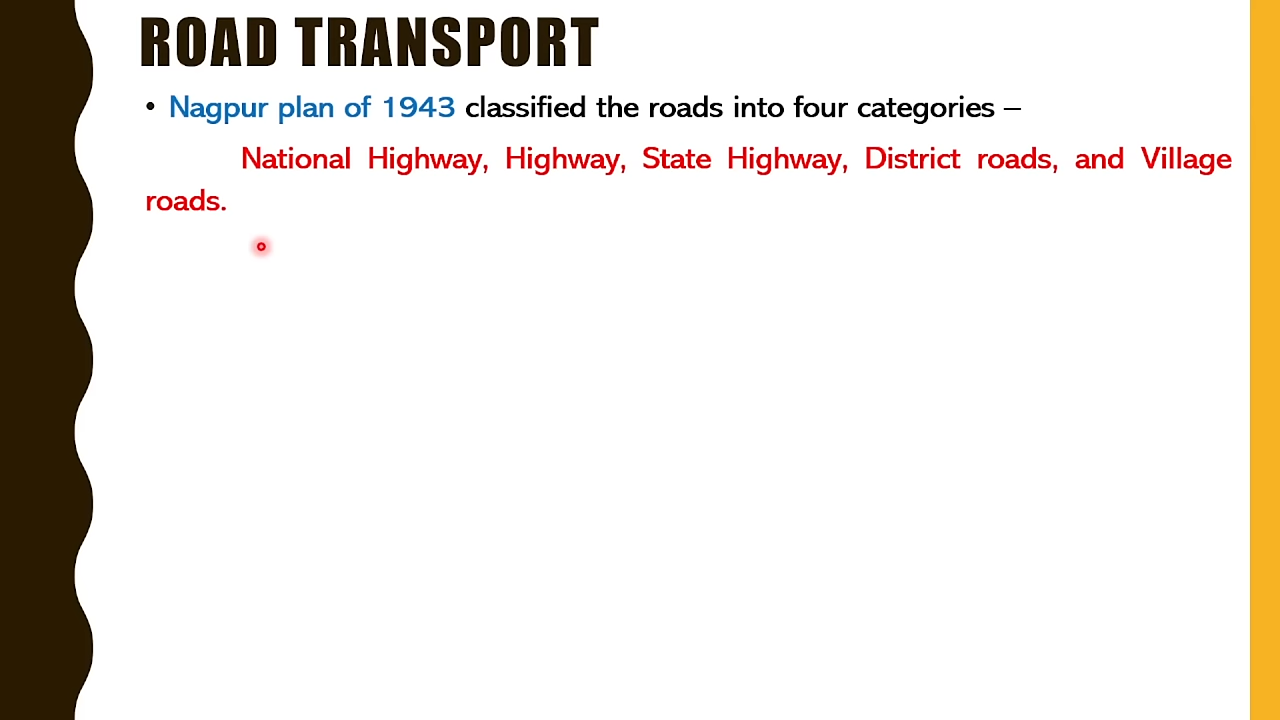 ROAD TRANSPORT
• Nagpur plan of 1943 classified the roads into four categories –
National Highway, Highway, State Highway, District roads, and Village
roads.